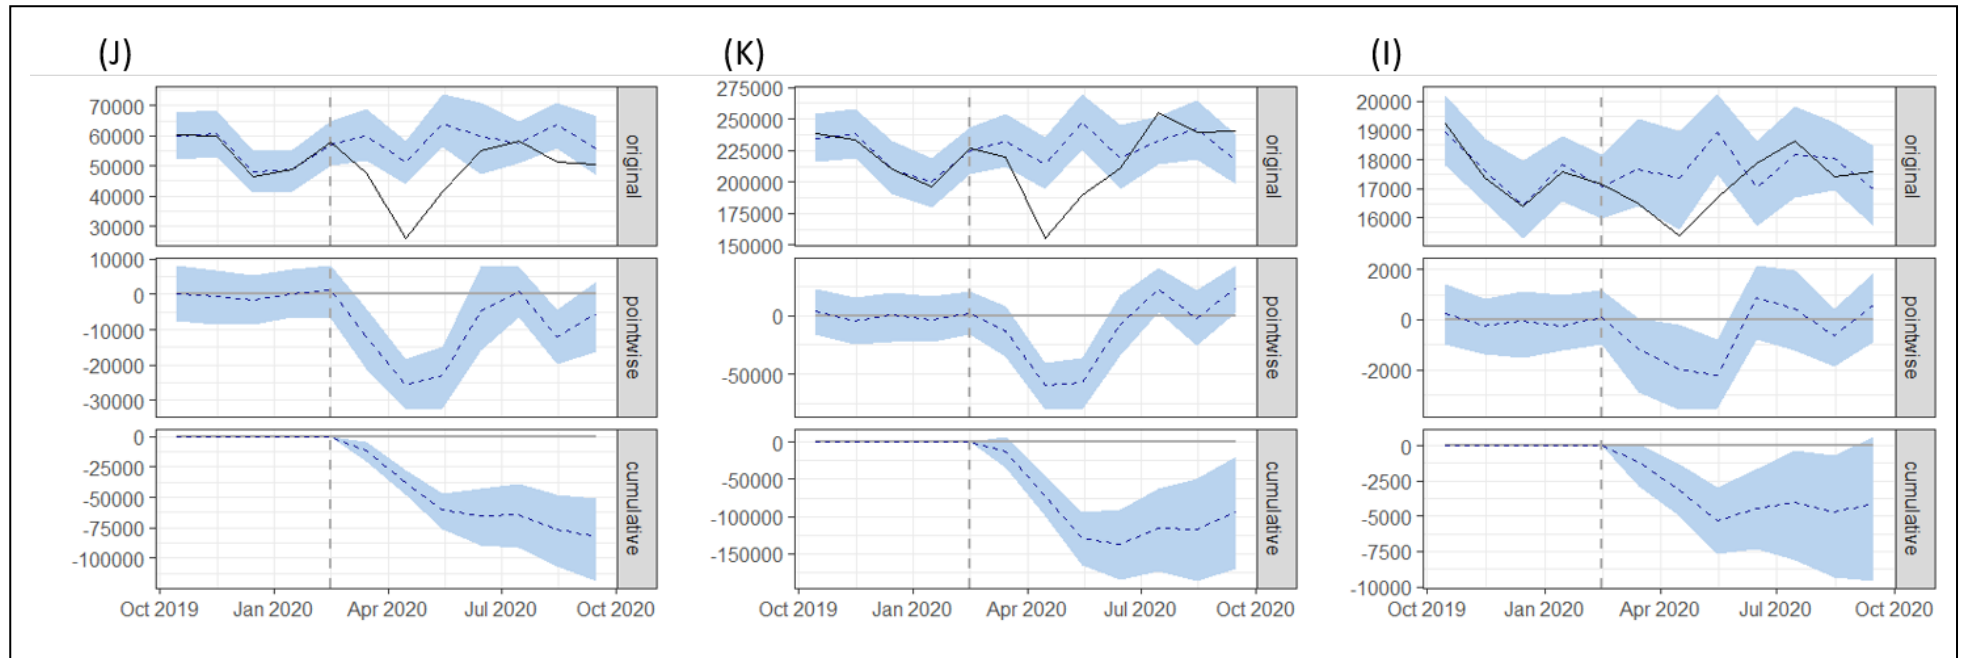 (J)
70000
60000
50000
40000
30000
original
10000
0
-10000
-20000
-30000
pointwise
0
-25000
-50000
-75000
-100000
cumulative
Oct 2019 Jan 2020 Apr 2020 Jul 2020 Oct 2020
(K)
275000
250000
225000
200000
175000
150000
original
0
-50000
pointwise
0
-50000
-100000
-150000
cumulative
Oct 2019 Jan 2020 Apr 2020 Jul 2020 Oct 2020
(I)
20000
19000
18000
17000
16000
original
2000
0
-2000
pointwise
0
-2500
-5000
-7500
-10000
cumulative
Oct 2019 Jan 2020 Apr 2020 Jul 2020 Oct 2020